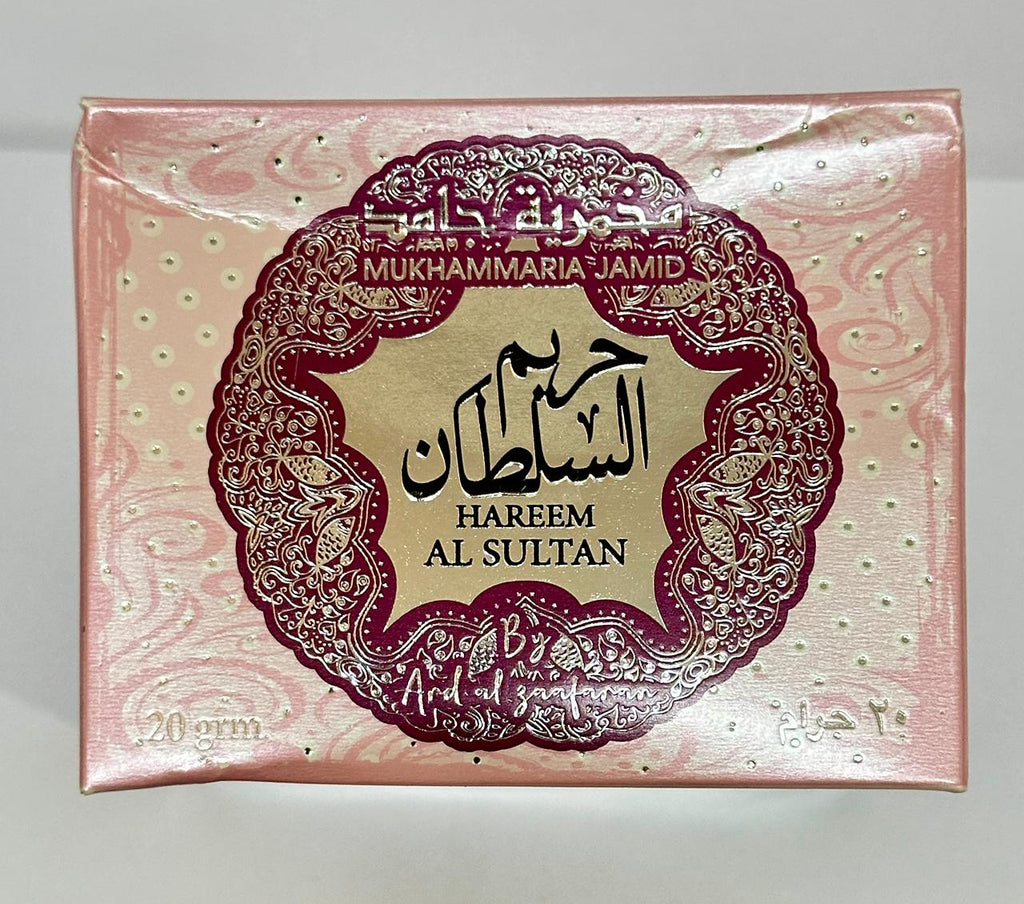 مخمرية جامد
MUKHAMMARIA JAMID
حريم
السلطان
HAREEM
AL SULTAN
By
Ard al zaafaran
20 grm
٢٠ جرام